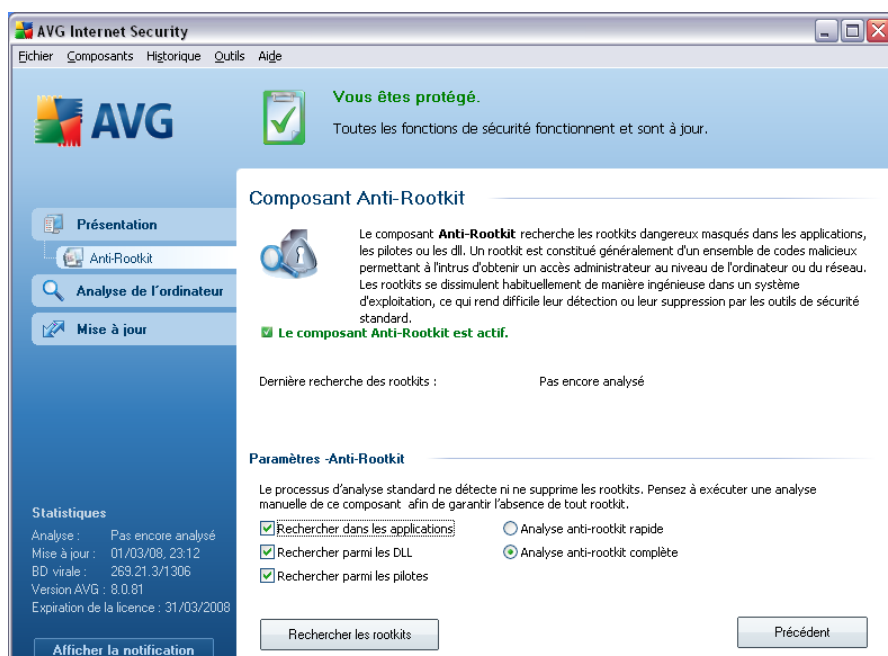 AVG Internet Security
Fichier Composants Historique Outils Aide
AVG
Vous êtes protégé.
Toutes les fonctions de sécurité fonctionnent et sont à jour.
Présentation
Anti-Rootkit
Analyse de l'ordinateur
Mise à jour
Composant Anti-Rootkit
Le composant Anti-Rootkit recherche les rootkits dangereux masqués dans les applications,
les pilotes ou les dll. Un rootkit est constitué généralement d'un ensemble de codes malicieux
permettant à l'intrus d'obtenir un accès administrateur au niveau de l'ordinateur ou du réseau.
Les rootkits se dissimulent habituellement de manière ingénieuse dans un système
d'exploitation, ce qui rend difficile leur détection ou leur suppression par les outils de sécurité
standard.
Le composant Anti-Rootkit est actif.
Dernière recherche des rootkits : Pas encore analysé
Paramètres -Anti-Rootkit
Le processus d'analyse standard ne détecte ni ne supprime les rootkits. Pensez à exécuter une analyse
manuelle de ce composant afin de garantir l'absence de tout rootkit.
Rechercher dans les applications Analyse anti-rootkit rapide
Rechercher parmi les DLL Analyse anti-rootkit complète
Rechercher parmi les pilotes
Rechercher les rootkits Précédent
Statistiques
Analyse : Pas encore analysé
Mise à jour : 01/03/08, 23:12
BD virale : 269.21.3/1306
Version AVG : 8.0.81
Expiration de la licence : 31/03/2008
Afficher la notification